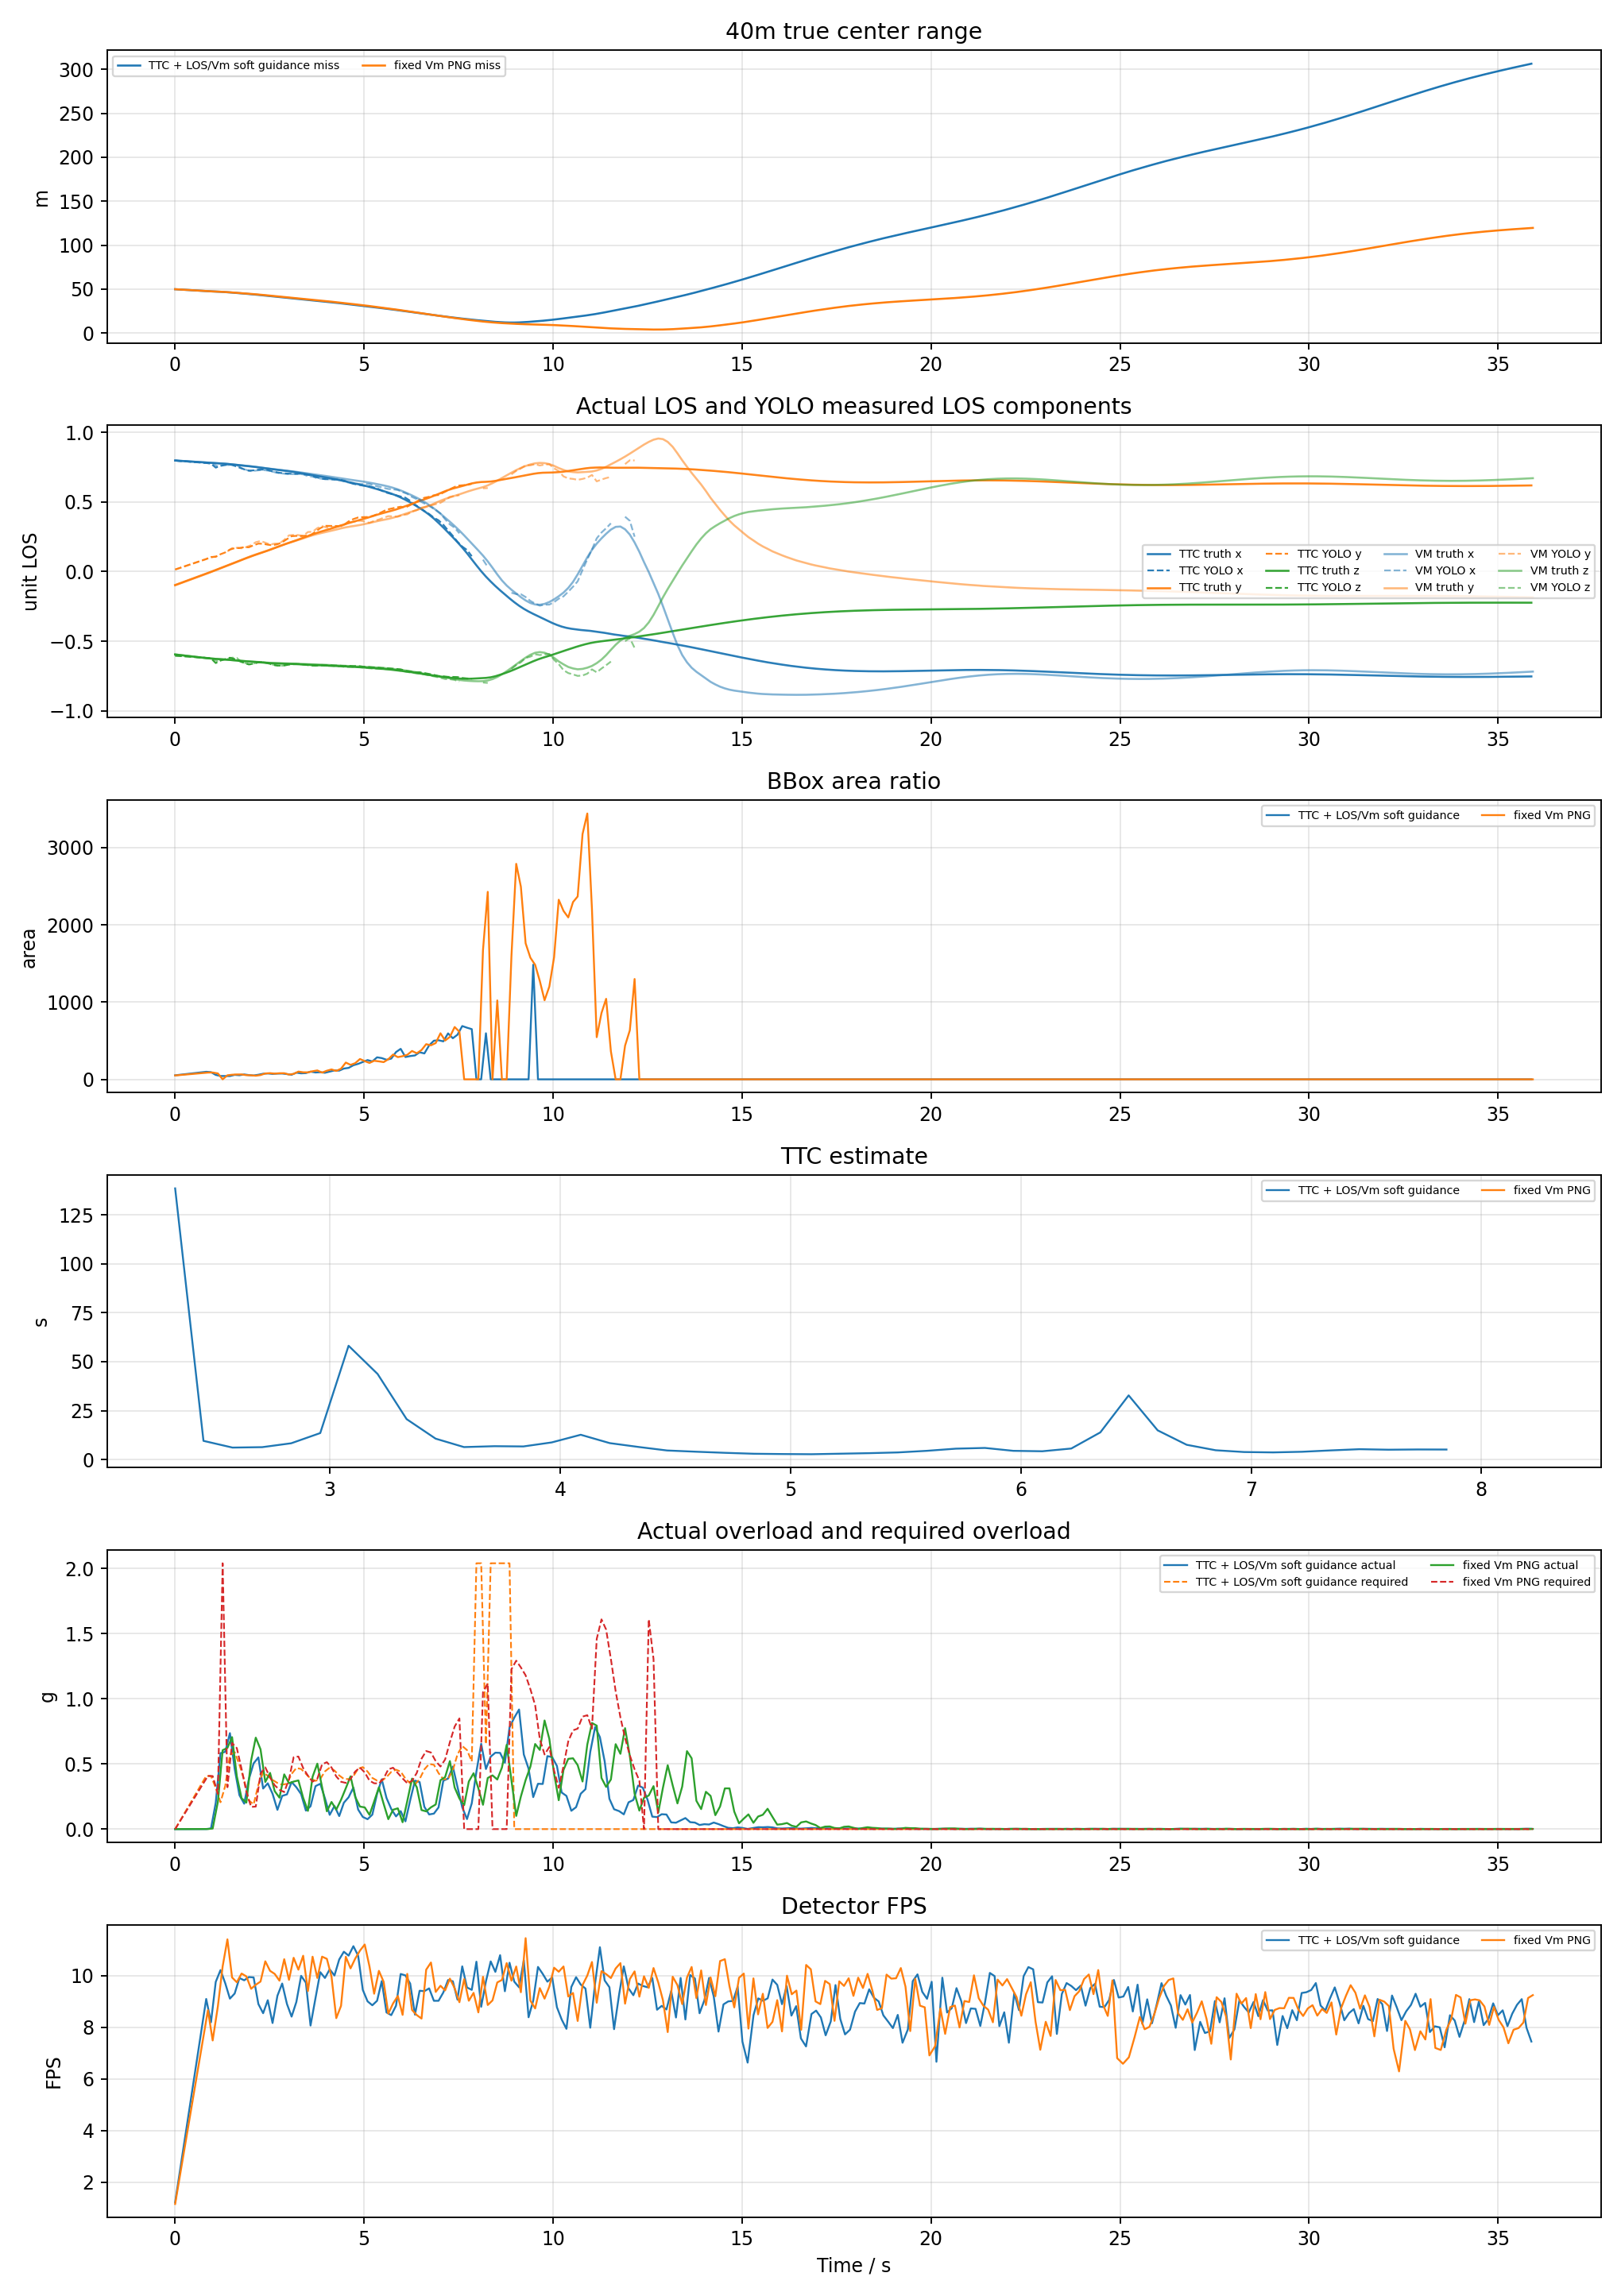 40m true center range
TTC + LOS/Vm soft guidance miss fixed Vm PNG miss
300
250
200
150
100
50
0
m
0 5 10 15 20 25 30 35
Actual LOS and YOLO measured LOS components
1.0
0.5
0.0
−0.5
−1.0
unit LOS
TTC truth x TTC YOLO y VM truth x VM YOLO y
TTC YOLO x TTC truth z VM YOLO x VM truth z
TTC truth y TTC YOLO z VM truth y VM YOLO z
0 5 10 15 20 25 30 35
BBox area ratio
TTC + LOS/Vm soft guidance fixed Vm PNG
3000
2000
1000
0
area
0 5 10 15 20 25 30 35
TTC estimate
TTC + LOS/Vm soft guidance fixed Vm PNG
125
100
75
50
25
0
s
3 4 5 6 7 8
Actual overload and required overload
TTC + LOS/Vm soft guidance actual fixed Vm PNG actual
TTC + LOS/Vm soft guidance required fixed Vm PNG required
2.0
1.5
1.0
0.5
0.0
g
0 5 10 15 20 25 30 35
Detector FPS
TTC + LOS/Vm soft guidance fixed Vm PNG
10
8
6
4
2
FPS
0 5 10 15 20 25 30 35
Time / s